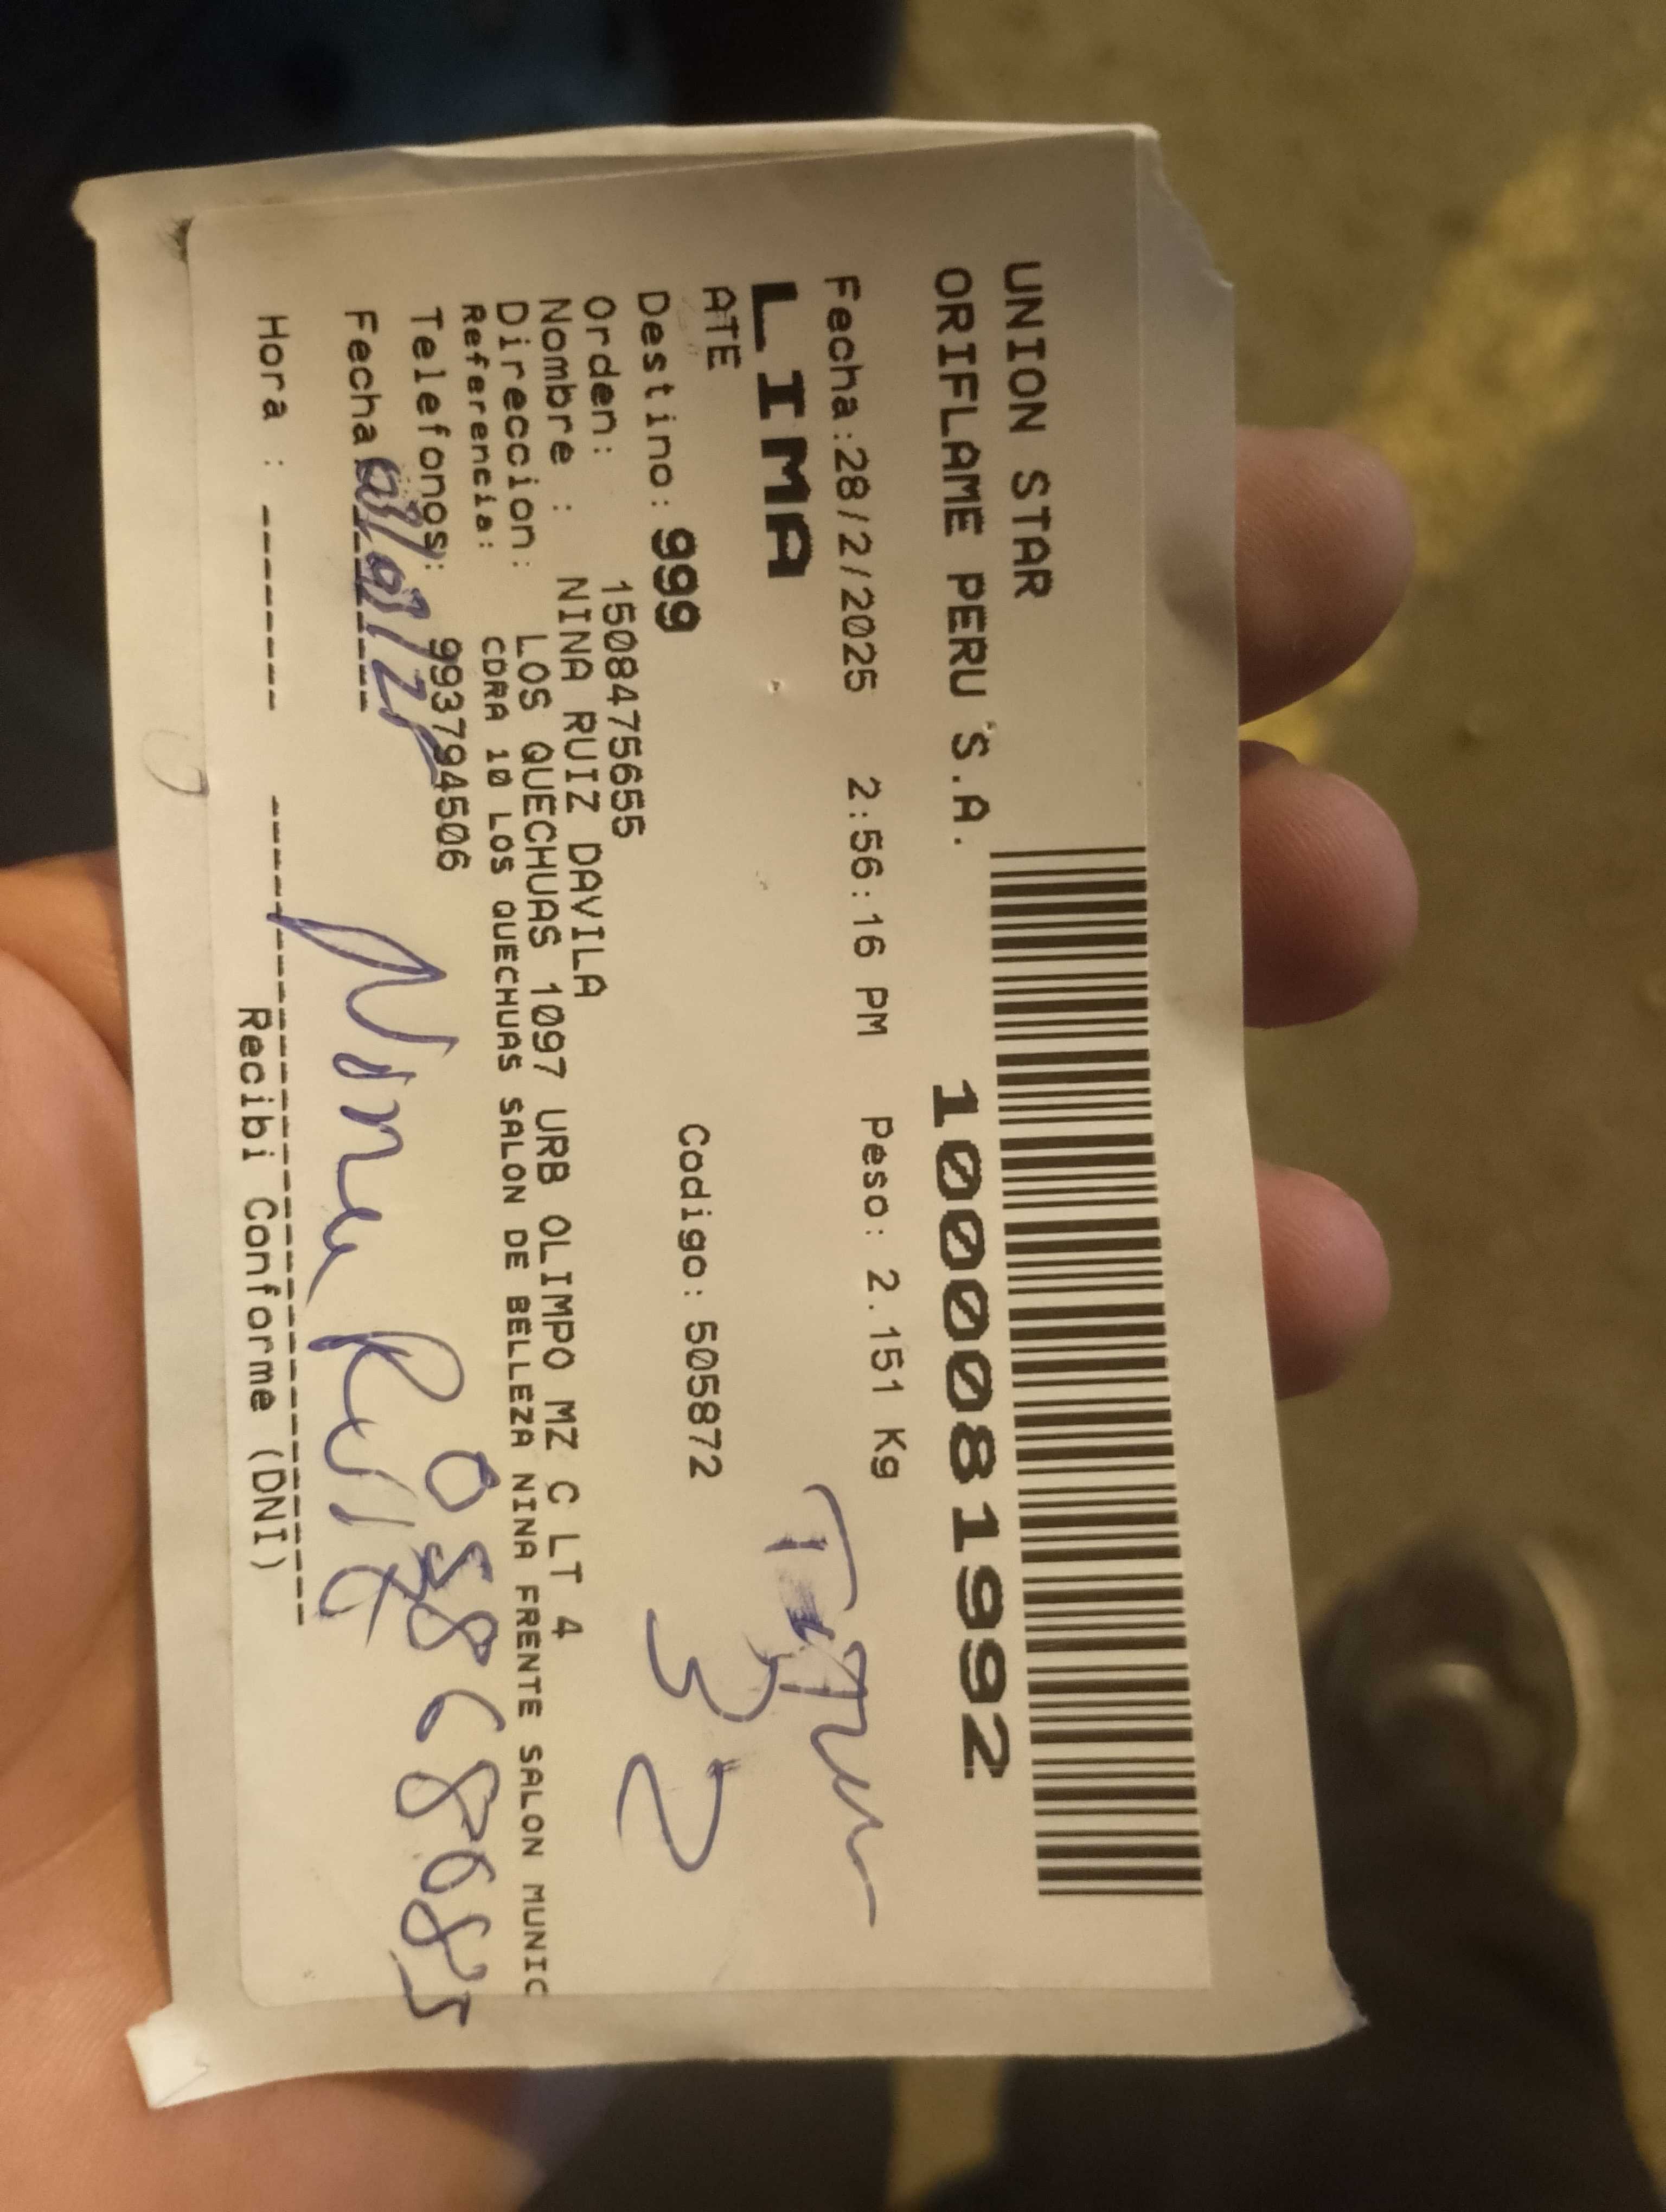 UNION STAR
ORIFLAME PERU S.A. 1000081992
Fecha:28/2/2025 2:56:16 PM Peso: 2.151 Kg
LIMA
ATE
Destino: 999 Codigo: 505872
32
Orden: 1508475655
Nombre : NINA RUIZ DAVILA
Direccion: LOS QUECHUAS 1097 URB OLIMPO MZ C LT 4
Referencia: CDRA 10 LOS QUECHUAS SALON DE BELLEZA NINA FRENTE SALON MUNIC
Telefonos: 993794506
Fecha
Nina Ruiz
Hora :
Recibi Conforme (DNI)